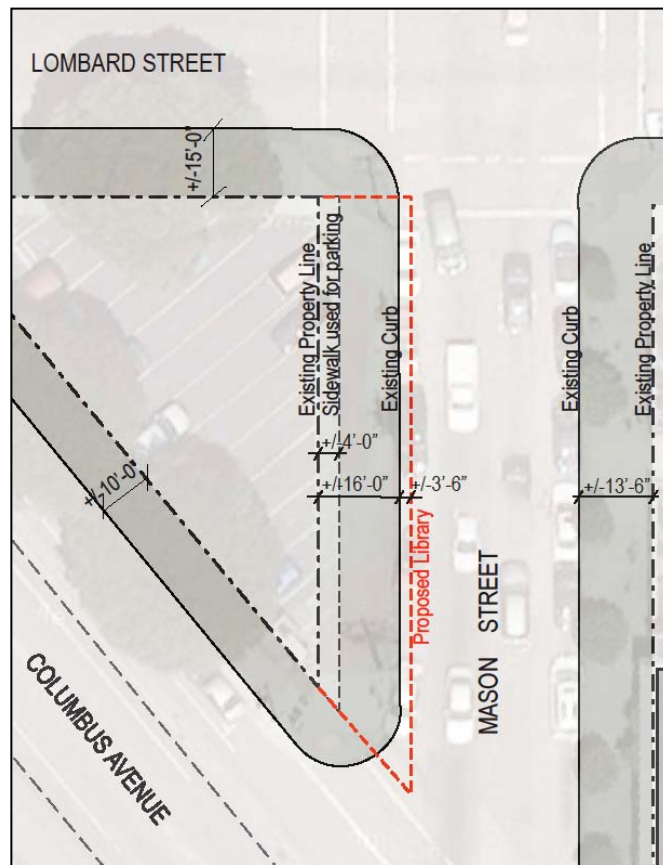 LOMBARD STREET
+/-15'-0"
Existing Property Line
Sidewalk used for parking
Existing Curb
Existing Curb
Existing Property Line
+/-4'-0"
+/-16'-0"
+/-3'-6"
+/-13'-6"
+/-10'-0"
Proposed Library
MASON STREET
COLUMBUS AVENUE